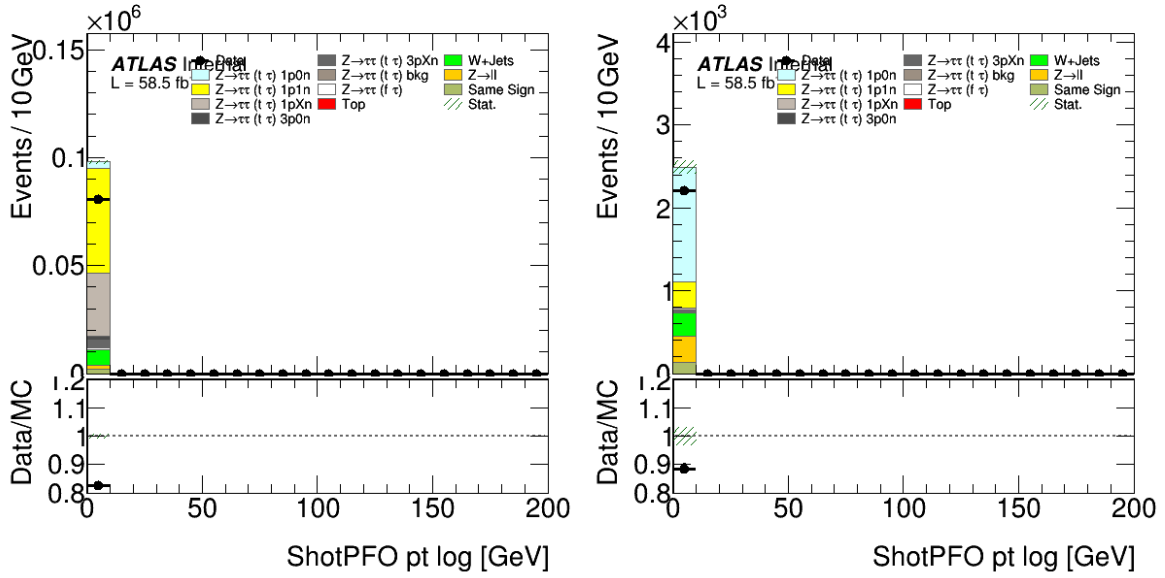 ×10⁶
0.15
0.1
0.05
0
Events / 10 GeV
ATLAS Internal
L = 58.5 fb
Data
Z→ττ (t τ) 1p0n
Z→ττ (t τ) 1p1n
Z→ττ (t τ) 1pXn
Z→ττ (t τ) 3p0n
Z→ττ (t τ) 3pXn
Z→ττ (t τ) bkg
Z→ττ (f τ)
Top
W+Jets
Z→ll
Same Sign
Stat.
1.2
1.1
1
0.9
0.8
Data/MC
0 50 100 150 200
ShotPFO pt log [GeV]
×10³
4
3
2
1
0
Events / 10 GeV
ATLAS Internal
L = 58.5 fb
Data
Z→ττ (t τ) 1p0n
Z→ττ (t τ) 1p1n
Z→ττ (t τ) 1pXn
Z→ττ (t τ) 3p0n
Z→ττ (t τ) 3pXn
Z→ττ (t τ) bkg
Z→ττ (f τ)
Top
W+Jets
Z→ll
Same Sign
Stat.
1.2
1.1
1
0.9
0.8
Data/MC
0 50 100 150 200
ShotPFO pt log [GeV]